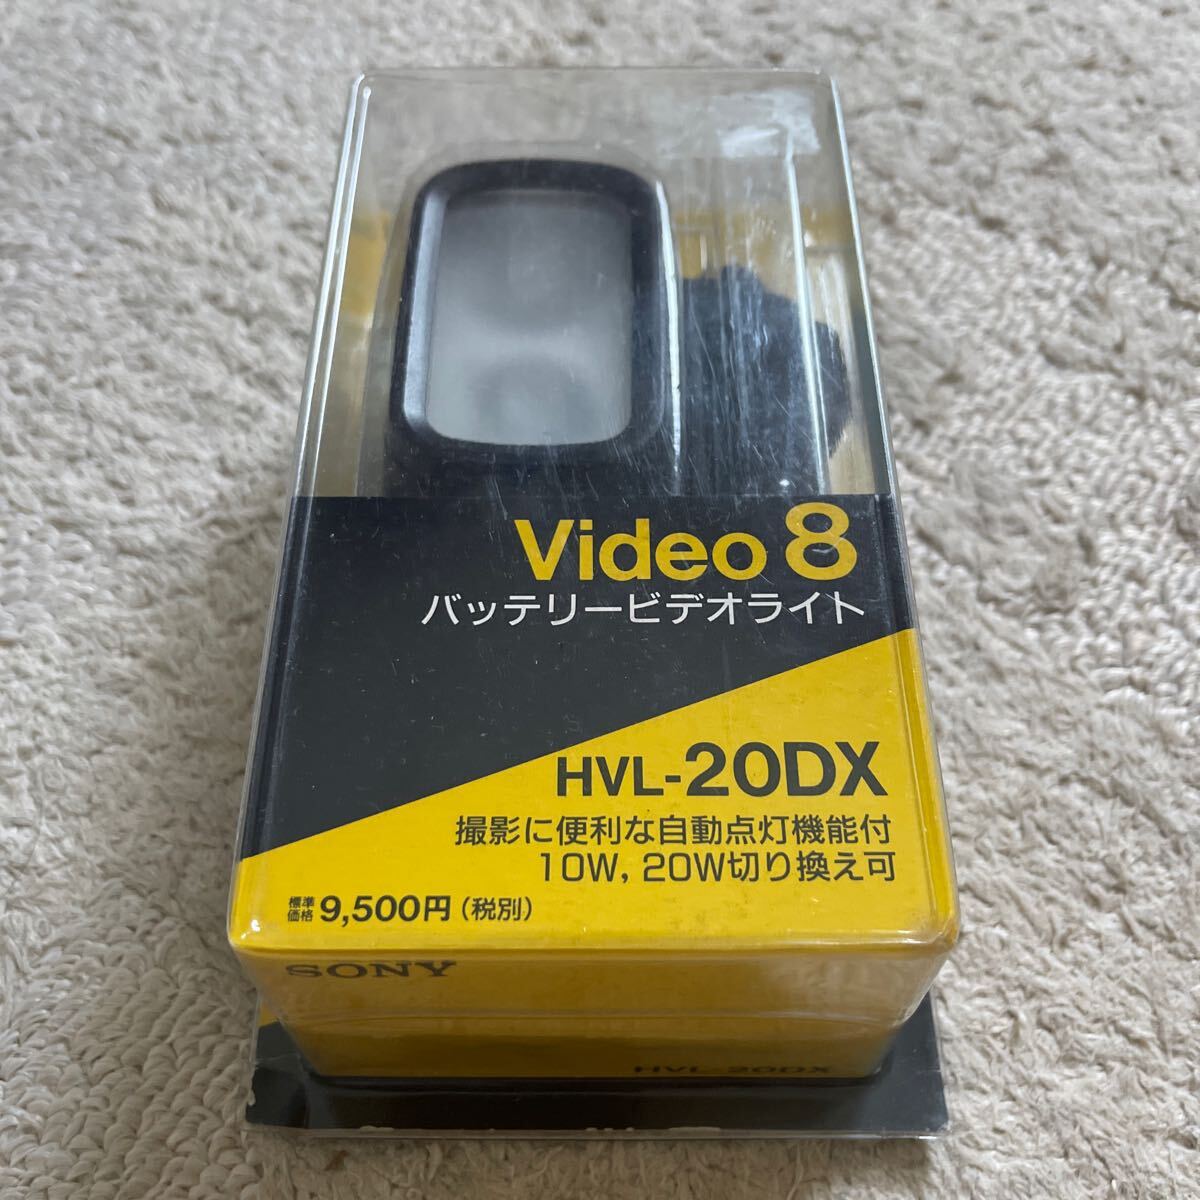 Video 8
バッテリービデオライト
HVL-20DX
撮影に便利な自動点灯機能付
10W, 20W切り換え可
標準価格 9,500円 (税別)
SONY
HVL-20DX